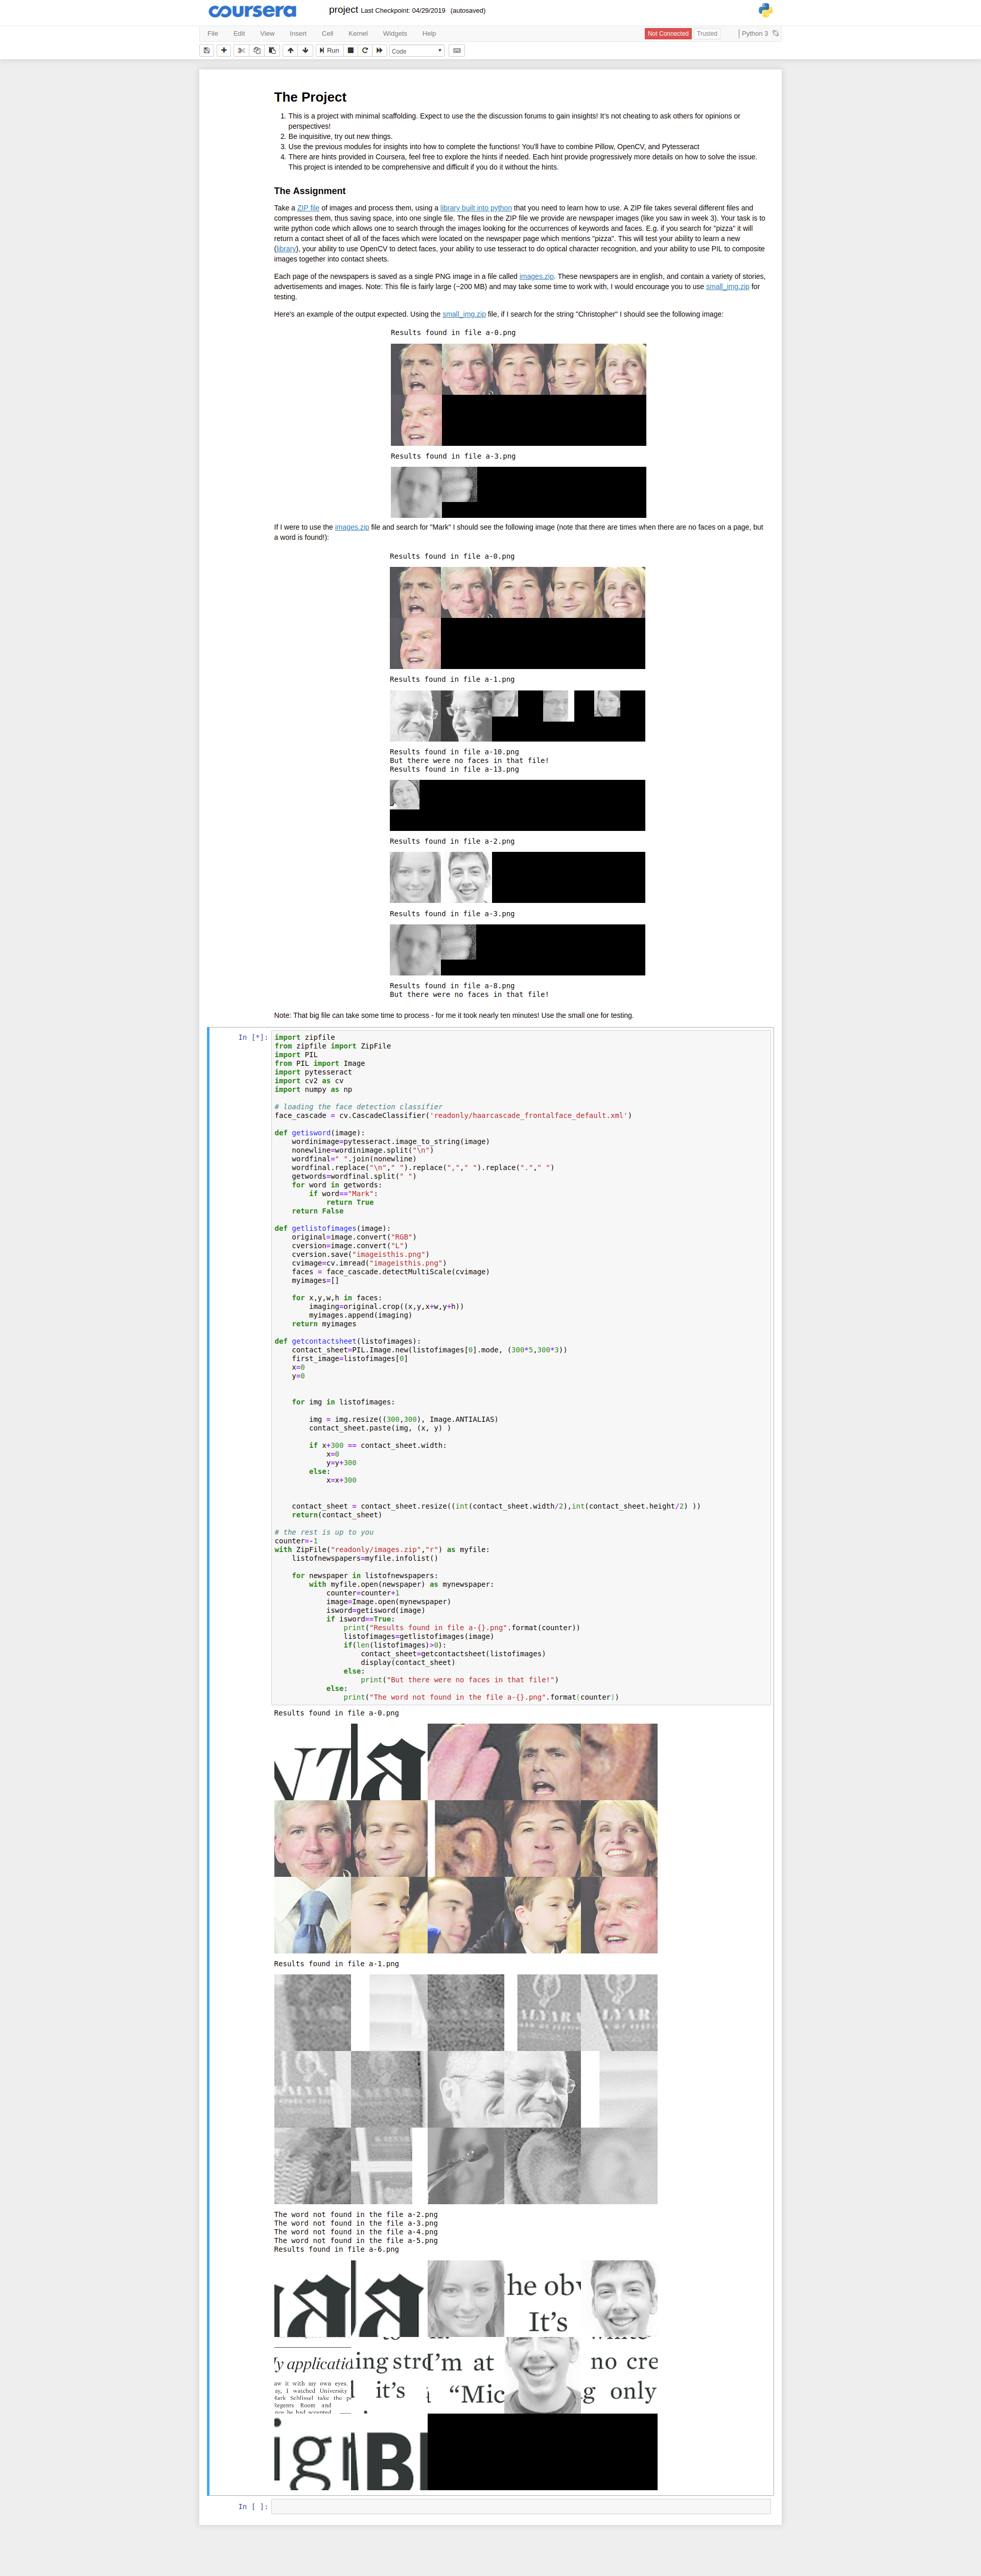 coursera
project Last Checkpoint: 04/29/2019 (autosaved)
File Edit View Insert Cell Kernel Widgets Help
Not Connected Trusted Python 3
Run Code
The Project
1. This is a project with minimal scaffolding. Expect to use the the discussion forums to gain insights! It's not cheating to ask others for opinions or
perspectives!
2. Be inquisitive, try out new things.
3. Use the previous modules for insights into how to complete the functions! You'll have to combine Pillow, OpenCV, and Pytesseract
4. There are hints provided in Coursera, feel free to explore the hints if needed. Each hint provide progressively more details on how to solve the issue.
This project is intended to be comprehensive and difficult if you do it without the hints.
The Assignment
Take a ZIP file of images and process them, using a library built into python that you need to learn how to use. A ZIP file takes several different files and
compresses them, thus saving space, into one single file. The files in the ZIP file we provide are newspaper images (like you saw in week 3). Your task is to
write python code which allows one to search through the images looking for the occurrences of keywords and faces. E.g. if you search for "pizza" it will
return a contact sheet of all of the faces which were located on the newspaper page which mentions "pizza". This will test your ability to learn a new
(library), your ability to use OpenCV to detect faces, your ability to use tesseract to do optical character recognition, and your ability to use PIL to composite
images together into contact sheets.
Each page of the newspapers is saved as a single PNG image in a file called images.zip. These newspapers are in english, and contain a variety of stories,
advertisements and images. Note: This file is fairly large (~200 MB) and may take some time to work with, I would encourage you to use small_img.zip for
testing.
Here's an example of the output expected. Using the small_img.zip file, if I search for the string "Christopher" I should see the following image:
Results found in file a-0.png
Results found in file a-3.png
If I were to use the images.zip file and search for "Mark" I should see the following image (note that there are times when there are no faces on a page, but
a word is found!):
Results found in file a-0.png
Results found in file a-1.png
Results found in file a-10.png
But there were no faces in that file!
Results found in file a-13.png
Results found in file a-2.png
Results found in file a-3.png
Results found in file a-8.png
But there were no faces in that file!
Note: That big file can take some time to process - for me it took nearly ten minutes! Use the small one for testing.
In [*]:
import zipfile
from zipfile import ZipFile
import PIL
from PIL import Image
import pytesseract
import cv2 as cv
import numpy as np
# loading the face detection classifier
face_cascade = cv.CascadeClassifier('readonly/haarcascade_frontalface_default.xml')
def getisword(image):
wordinimage=pytesseract.image_to_string(image)
nonewline=wordinimage.split("\n")
wordfinal=" ".join(nonewline)
wordfinal.replace("\n"," ").replace(","," ").replace("."," ")
getwords=wordfinal.split(" ")
for word in getwords:
if word=="Mark":
return True
return False
def getlistofimages(image):
original=image.convert("RGB")
cversion=image.convert("L")
cversion.save("imageisthis.png")
cvimage=cv.imread("imageisthis.png")
faces = face_cascade.detectMultiScale(cvimage)
myimages=[]
for x,y,w,h in faces:
imaging=original.crop((x,y,x+w,y+h))
myimages.append(imaging)
return myimages
def getcontactsheet(listofimages):
contact_sheet=PIL.Image.new(listofimages[0].mode, (300*5,300*3))
first_image=listofimages[0]
x=0
y=0
for img in listofimages:
img = img.resize((300,300), Image.ANTIALIAS)
contact_sheet.paste(img, (x, y) )
if x+300 == contact_sheet.width:
x=0
y=y+300
else:
x=x+300
contact_sheet = contact_sheet.resize((int(contact_sheet.width/2),int(contact_sheet.height/2) ))
return(contact_sheet)
# the rest is up to you
counter=-1
with ZipFile("readonly/images.zip","r") as myfile:
listofnewspapers=myfile.infolist()
for newspaper in listofnewspapers:
with myfile.open(newspaper) as mynewspaper:
counter=counter+1
image=Image.open(mynewspaper)
isword=getisword(image)
if isword==True:
print("Results found in file a-{}.png".format(counter))
listofimages=getlistofimages(image)
if(len(listofimages)>0):
contact_sheet=getcontactsheet(listofimages)
display(contact_sheet)
else:
print("But there were no faces in that file!")
else:
print("The word not found in the file a-{}.png".format(counter))
Results found in file a-0.png
Results found in file a-1.png
The word not found in the file a-2.png
The word not found in the file a-3.png
The word not found in the file a-4.png
The word not found in the file a-5.png
Results found in file a-6.png
he obv
It's
ly applicatio ing stro I'm at no cre
aw it with my own eyes.
ay, I watched University
Mark Schlissel take the p
Regents Room and
it's "Mic g only
ign
BI
In [ ]: